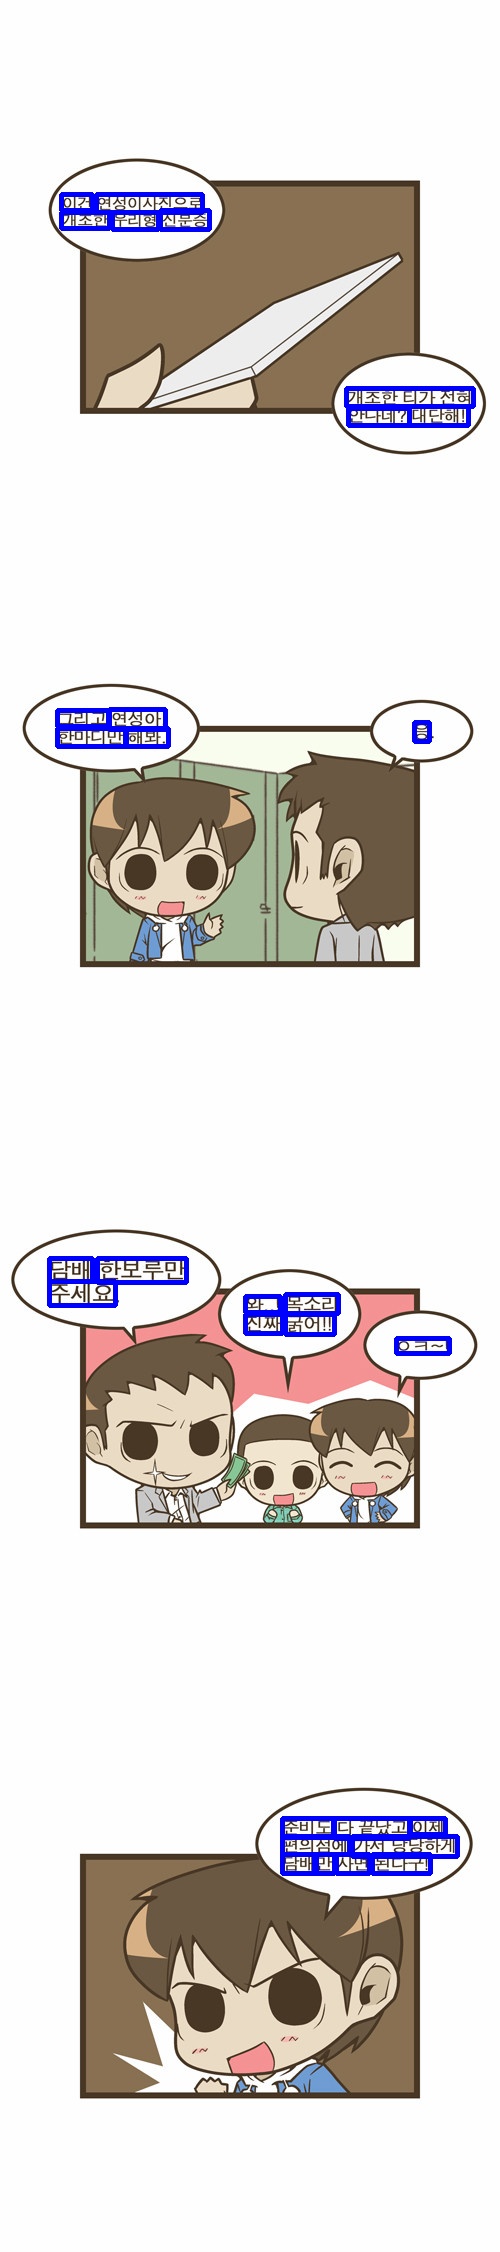 이건 연성이사진으로
개조한 우리형 신분증
개조한 티가 전혀
안나네? 대단해!
그리고 연성아
한마디만 해봐.
응.
담배 한보루만
주세요.
와...! 목소리
진짜 굵어!!
ㅇㅋ~
준비도 다 끝났고 이제
편의점에 가서 당당하게
담배만 사면 된다구!